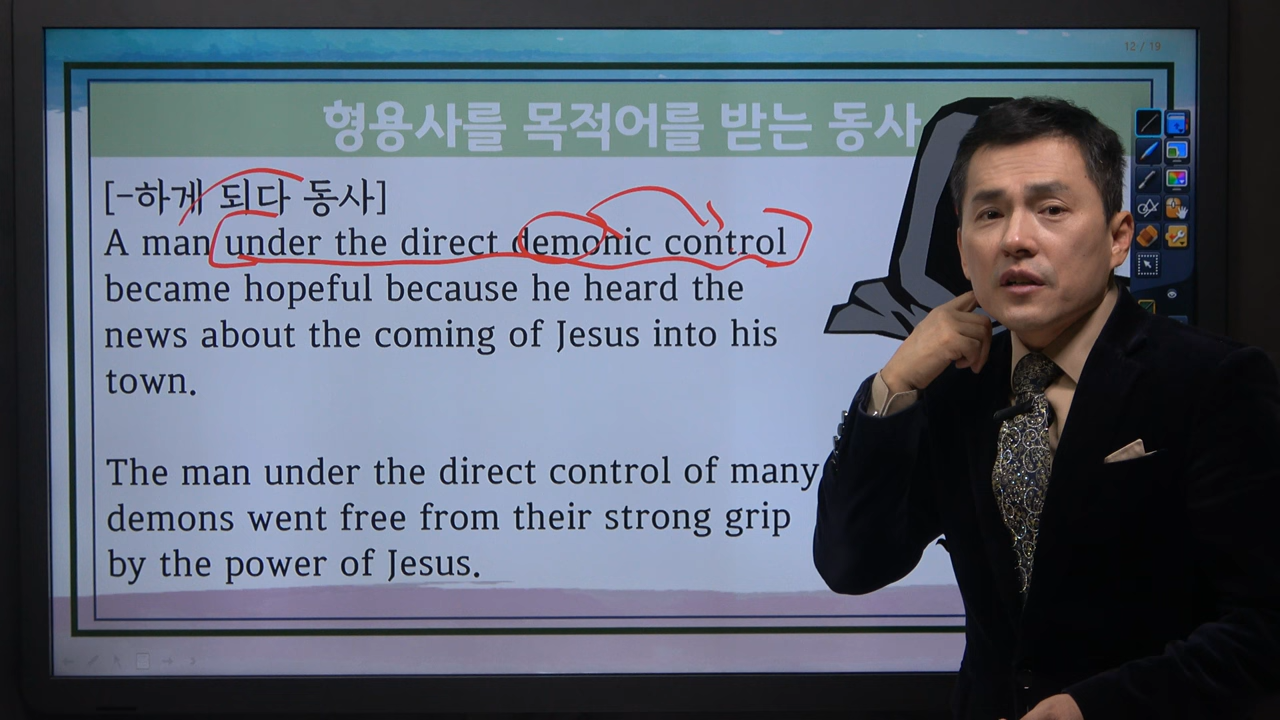 12 / 19
형용사를 목적어를 받는 동사
[-하게 되다 동사]
A man under the direct demonic control
became hopeful because he heard the
news about the coming of Jesus into his
town.
The man under the direct control of many
demons went free from their strong grip
by the power of Jesus.